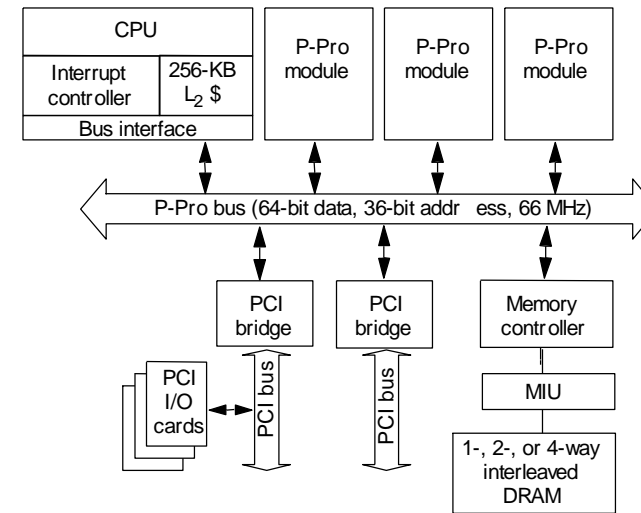 CPU
Interrupt
controller
256-KB
L2 $
Bus interface
P-Pro
module
P-Pro
module
P-Pro
module
P-Pro bus (64-bit data, 36-bit addr ess, 66 MHz)
PCI
bridge
PCI
bridge
Memory
controller
PCI
I/O
cards
PCI bus
PCI bus
MIU
1-, 2-, or 4-way
interleaved
DRAM